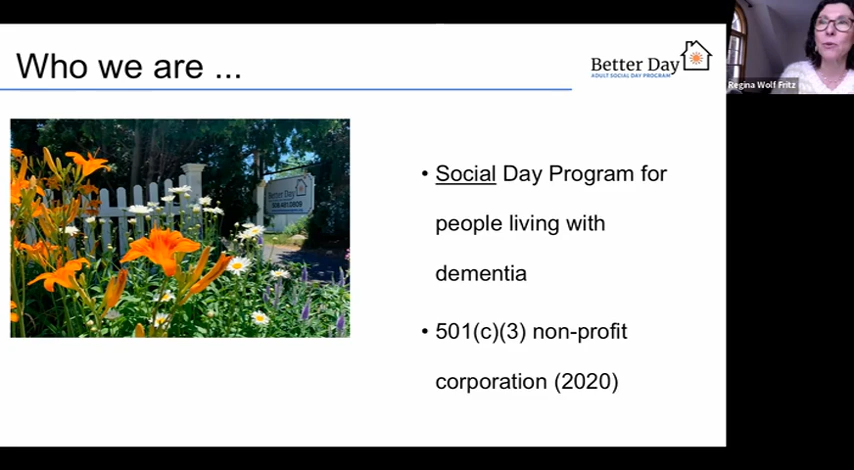 Who we are ...
Better Day
ADULT SOCIAL DAY PROGRAM
Regina Wolf Fritz
Better Day
• Social Day Program for
people living with
dementia
• 501(c)(3) non-profit
corporation (2020)